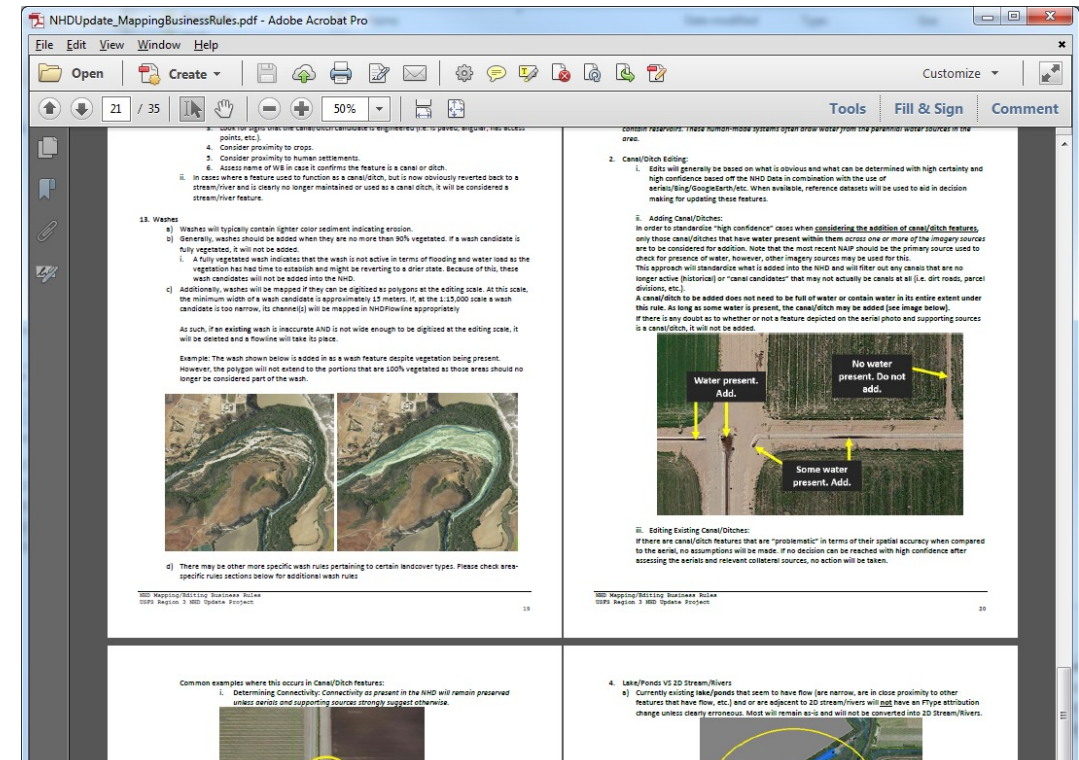 NHDUpdate_MappingBusinessRules.pdf - Adobe Acrobat Pro
File Edit View Window Help
Open Create Customize
21 / 35 50% Tools Fill & Sign Comment
3. Look for signs that the canal/ditch candidate is engineered (i.e. is paved, angular, has access
points, etc.).
4. Consider proximity to crops.
5. Consider proximity to human settlements.
6. Assess name of WB in case it confirms the feature is a canal or ditch.
ii. In cases where a feature used to function as a canal/ditch, but is now obviously reverted back to a
stream/river and is clearly no longer maintained or used as a canal ditch, it will be considered a
stream/river feature.
13. Washes
a) Washes will typically contain lighter color sediment indicating erosion.
b) Generally, washes should be added when they are no more than 90% vegetated. If a wash candidate is
fully vegetated, it will not be added.
i. A fully vegetated wash indicates that the wash is not active in terms of flooding and water load as the
vegetation has had time to establish and might be reverting to a drier state. Because of this, these
wash candidates will not be added into the NHD.
c) Additionally, washes will be mapped if they can be digitized as polygons at the editing scale. At this scale,
the minimum width of a wash candidate is approximately 15 meters. If, at the 1:15,000 scale a wash
candidate is too narrow, its channel(s) will be mapped in NHDFlowline appropriately
As such, if an existing wash is inaccurate AND is not wide enough to be digitized at the editing scale, it
will be deleted and a flowline will take its place.
Example: The wash shown below is added in as a wash feature despite vegetation being present.
However, the polygon will not extend to the portions that are 100% vegetated as those areas should no
longer be considered part of the wash.
d) There may be other more specific wash rules pertaining to certain landcover types. Please check area-
specific rules sections below for additional wash rules
NHD Mapping/Editing Business Rules
USFS Region 3 NHD Update Project
19
contain reservoirs. These human-made systems often draw water from the perennial water sources in the
area.
2. Canal/Ditch Editing:
i. Edits will generally be based on what is obvious and what can be determined with high certainty and
high confidence based off the NHD Data in combination with the use of
aerials/Bing/GoogleEarth/etc. When available, reference datasets will be used to aid in decision
making for updating these features.
ii. Adding Canal/Ditches:
In order to standardize "high confidence" cases when considering the addition of canal/ditch features,
only those canal/ditches that have water present within them across one or more of the imagery sources
are to be considered for addition. Note that the most recent NAIP should be the primary source used to
check for presence of water, however, other imagery sources may be used for this.
This approach will standardize what is added into the NHD and will filter out any canals that are no
longer active (historical) or "canal candidates" that may not actually be canals at all (i.e. dirt roads, parcel
divisions, etc.).
A canal/ditch to be added does not need to be full of water or contain water in its entire extent under
this rule. As long as some water is present, the canal/ditch may be added (see image below).
If there is any doubt as to whether or not a feature depicted on the aerial photo and supporting sources
is a canal/ditch, it will not be added.
No water
present. Do not
add.
Water present.
Add.
Some water
present. Add.
iii. Editing Existing Canal/Ditches:
If there are canal/ditch features that are "problematic" in terms of their spatial accuracy when compared
to the aerial, no assumptions will be made. If no decision can be reached with high confidence after
assessing the aerials and relevant collateral sources, no action will be taken.
NHD Mapping/Editing Business Rules
USFS Region 3 NHD Update Project
20
Common examples where this occurs in Canal/Ditch features:
i. Determining Connectivity: Connectivity as present in the NHD will remain preserved
unless aerials and supporting sources strongly suggest otherwise.
4. Lake/Ponds VS 2D Stream/Rivers
a) Currently existing lake/ponds that seem to have flow (are narrow, are in close proximity to other
features that have flow, etc.) and or are adjacent to 2D stream/rivers will not have an FType attribution
change unless clearly erroneous. Most will remain as-is and will not be converted into 2D Stream/Rivers.